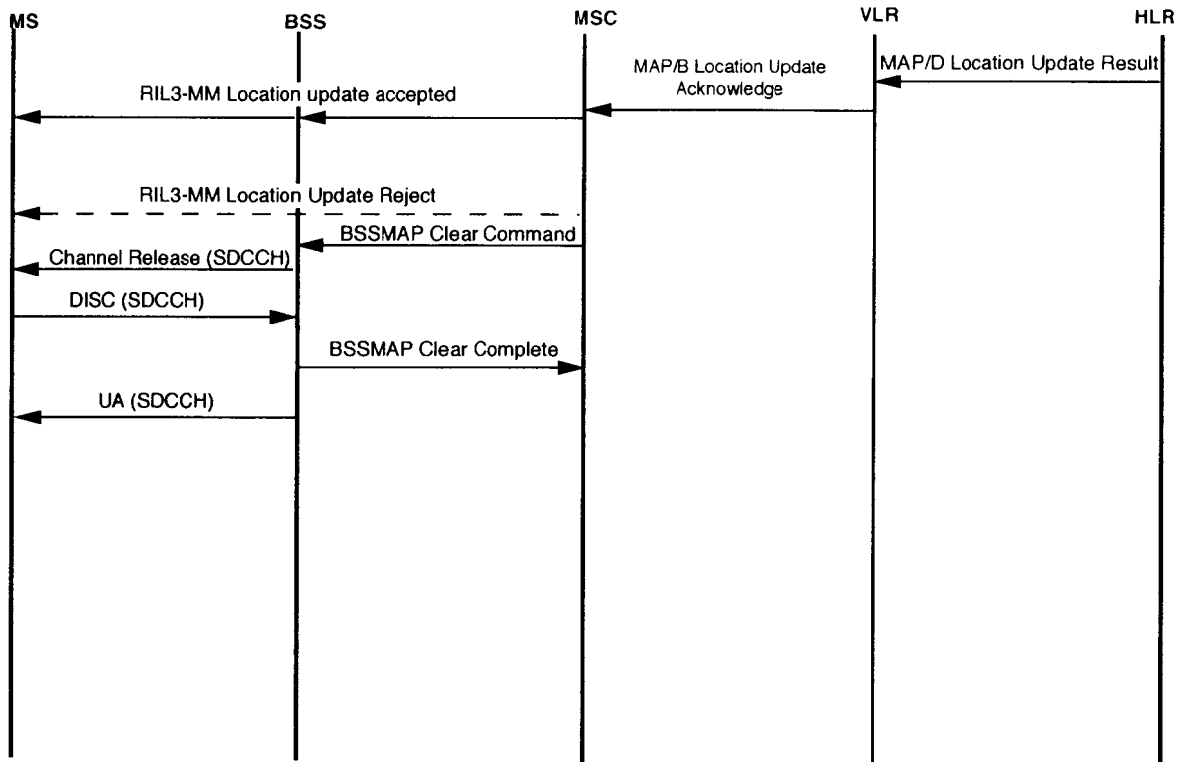 MS
BSS
MSC
VLR
HLR
MAP/D Location Update Result
MAP/B Location Update
Acknowledge
RIL3-MM Location update accepted
RIL3-MM Location Update Reject
BSSMAP Clear Command
Channel Release (SDCCH)
DISC (SDCCH)
BSSMAP Clear Complete
UA (SDCCH)